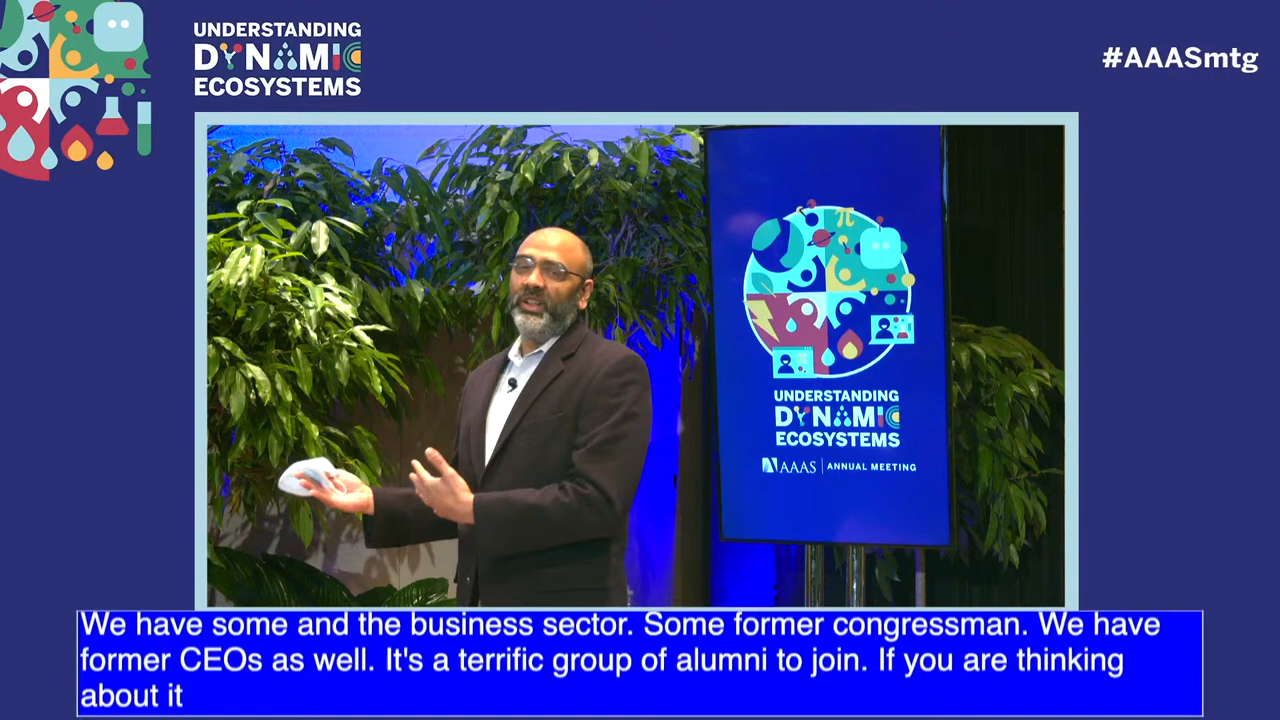 UNDERSTANDING
DYNAMIC
ECOSYSTEMS
#AAASmtg
π
UNDERSTANDING
DYNAMIC
ECOSYSTEMS
AAAS | ANNUAL MEETING
We have some and the business sector. Some former congressman. We have
former CEOs as well. It's a terrific group of alumni to join. If you are thinking
about it